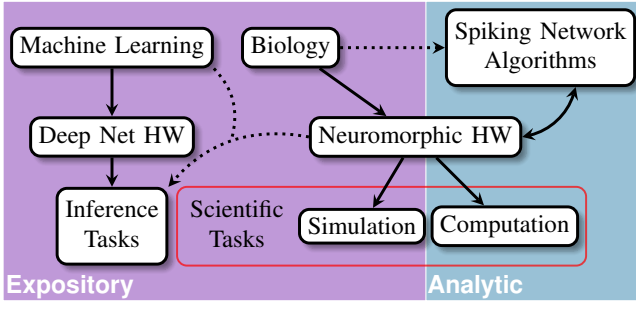 Machine Learning
Biology
Spiking Network
Algorithms
Deep Net HW
Neuromorphic HW
Inference
Tasks
Scientific
Tasks
Simulation
Computation
Expository
Analytic